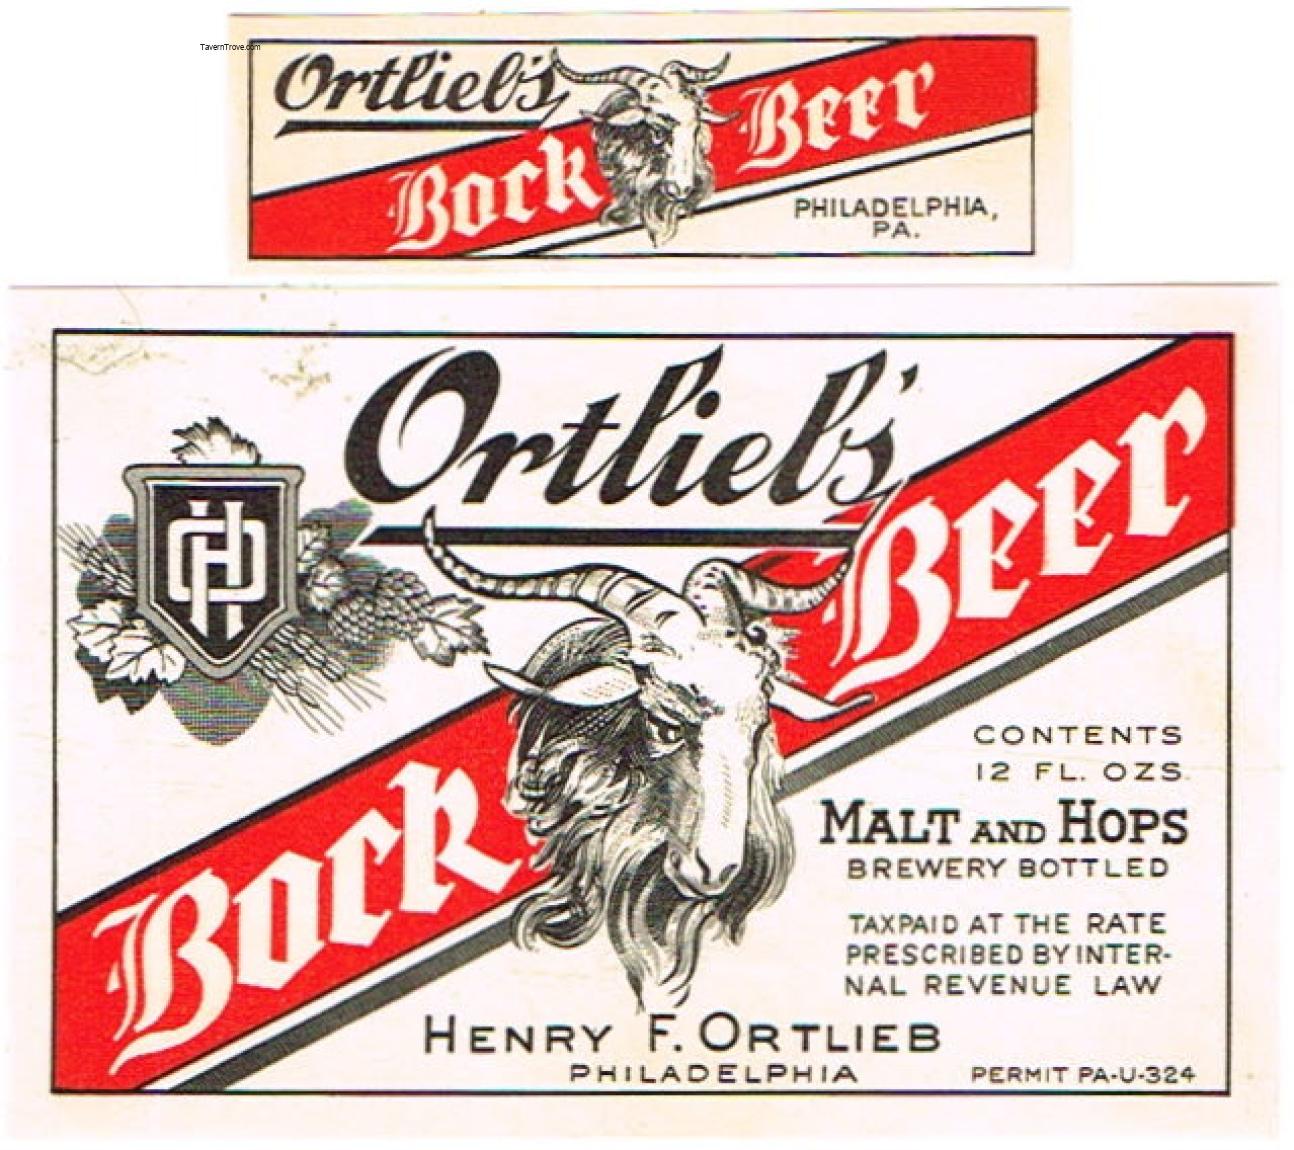 TavernTrove.com
Ortlieb's
Bock Beer
PHILADELPHIA,
PA.
Ortlieb's
HFO
Bock Beer
CONTENTS
12 FL. OZS.
MALT AND HOPS
BREWERY BOTTLED
TAXPAID AT THE RATE
PRESCRIBED BY INTER-
NAL REVENUE LAW
HENRY F. ORTLIEB
PHILADELPHIA
PERMIT PA-U-324